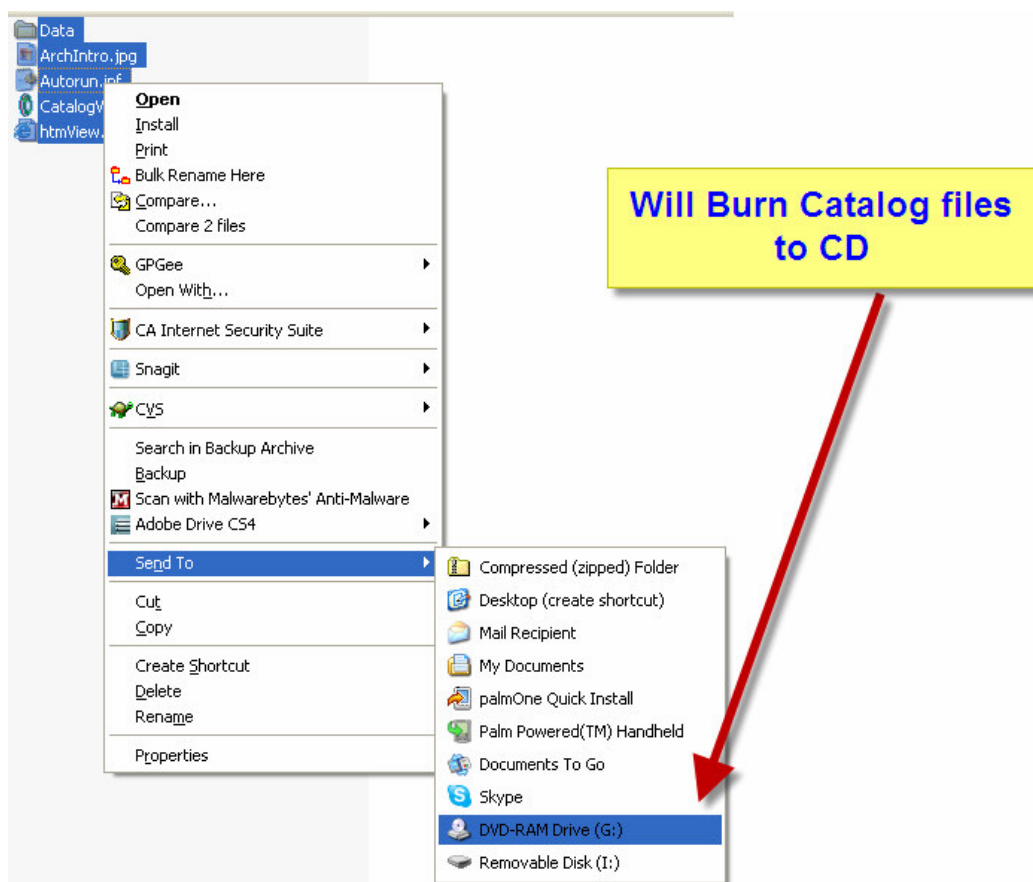 Data
ArchIntro.jpg
Autorun.inf
CatalogV
htmView.
Open
Install
Print
Bulk Rename Here
Compare...
Compare 2 files
GPGee
Open With...
CA Internet Security Suite
Snagit
CVS
Search in Backup Archive
Backup
Scan with Malwarebytes' Anti-Malware
Adobe Drive CS4
Send To
Cut
Copy
Create Shortcut
Delete
Rename
Properties
Compressed (zipped) Folder
Desktop (create shortcut)
Mail Recipient
My Documents
palmOne Quick Install
Palm Powered(TM) Handheld
Documents To Go
Skype
DVD-RAM Drive (G:)
Removable Disk (I:)
Will Burn Catalog files
to CD